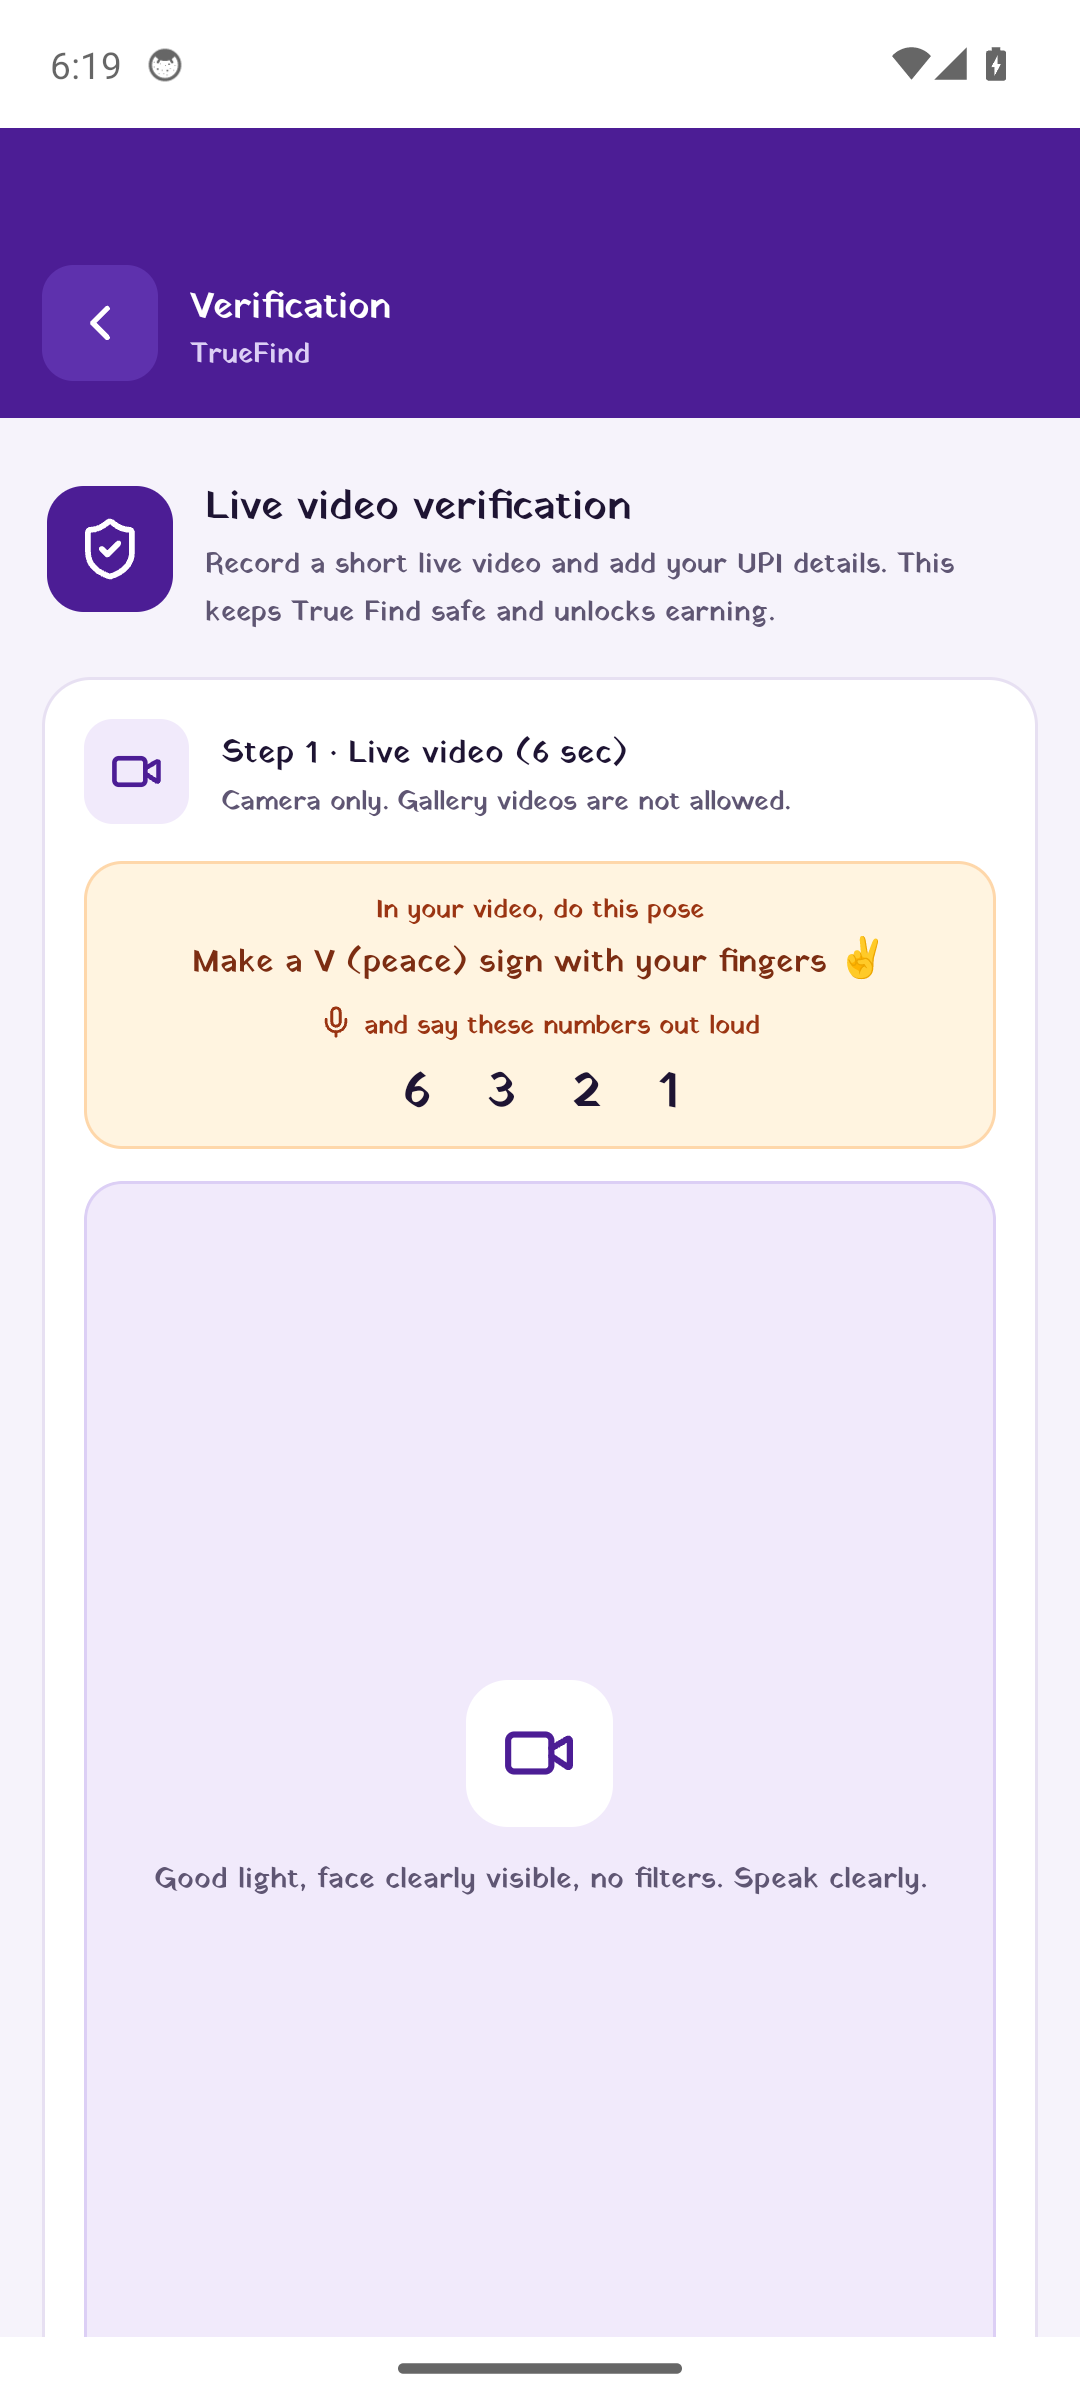 6:19
Verification
TrueFind
Live video verification
Record a short live video and add your UPI details. This
keeps True Find safe and unlocks earning.
Step 1 · Live video (6 sec)
Camera only. Gallery videos are not allowed.
In your video, do this pose
Make a V (peace) sign with your fingers ✌️
and say these numbers out loud
6 3 2 1
Good light, face clearly visible, no filters. Speak clearly.